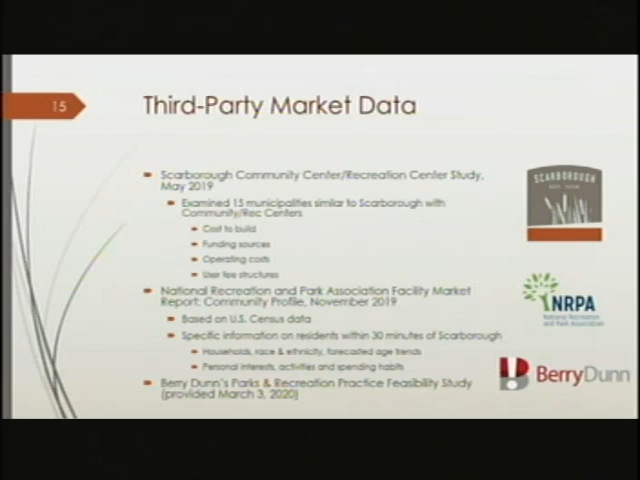 15
Third-Party Market Data
Scarborough Community Center/Recreation Center Study,
May 2019
Examined 15 municipalities similar to Scarborough with
Community/Rec Centers
Cost to build
Funding sources
Operating costs
User fee structures
National Recreation and Park Association Facility Market
Report: Community Profile, November 2019
Based on U.S. Census data
Specific information on residents within 30 minutes of Scarborough
Households, race & ethnicity, forecasted age trends
Personal interests, activities and spending habits
Berry Dunn's Parks & Recreation Practice Feasibility Study
(provided March 3, 2020)
SCARBOROUGH
NRPA
National Recreation
and Park Association
BerryDunn